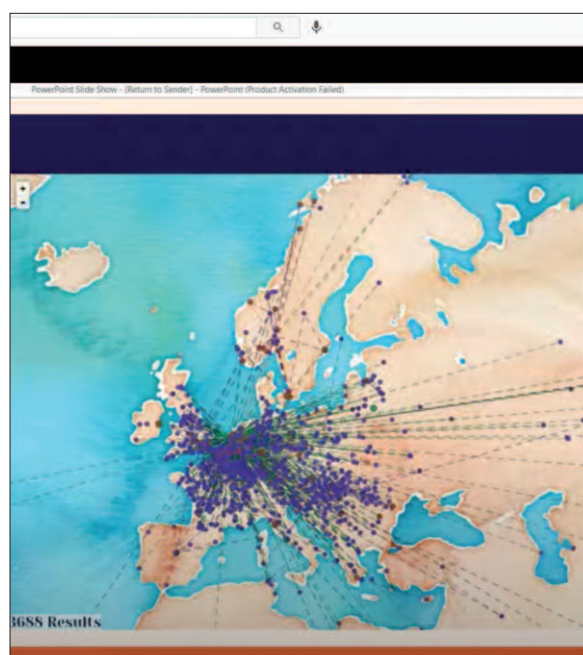 PowerPoint Slide Show - [Return to Sender] - PowerPoint (Product Activation Failed)
+
-
3688 Results